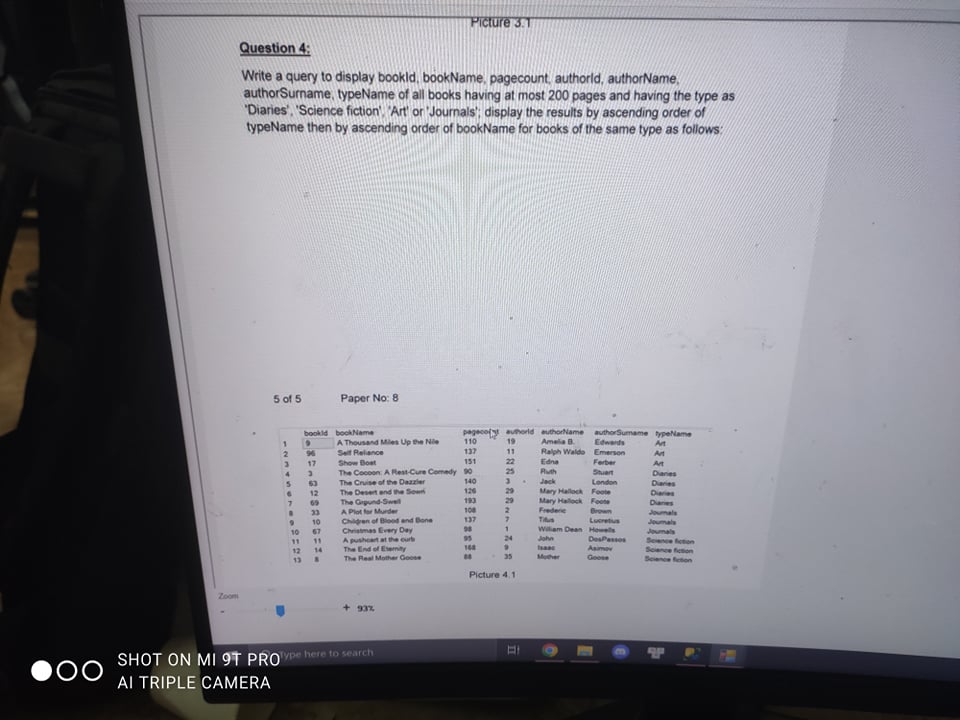 Picture 3.1
Question 4:
Write a query to display bookId, bookName, pagecount, authorId, authorName,
authorSurname, typeName of all books having at most 200 pages and having the type as
'Diaries', 'Science fiction', 'Art' or 'Journals'; display the results by ascending order of
typeName then by ascending order of bookName for books of the same type as follows:
5 of 5 Paper No: 8
bookId bookName pagecount authorId authorName authorSurname typeName
1 9 A Thousand Miles Up the Nile 110 19 Amelia B. Edwards Art
2 96 Self Reliance 137 11 Ralph Waldo Emerson Art
3 17 Show Boat 151 22 Edna Ferber Art
4 3 The Cocoon: A Rest-Cure Comedy 90 25 Ruth Stuart Diaries
5 63 The Cruise of the Dazzler 140 3 Jack London Diaries
6 12 The Desert and the Sown 126 29 Mary Hallock Foote Diaries
7 69 The Ground-Swell 193 29 Mary Hallock Foote Diaries
8 33 A Plot for Murder 108 2 Frederic Brown Journals
9 10 Children of Blood and Bone 137 7 Titus Lucretius Journals
10 67 Christmas Every Day 98 1 William Dean Howells Journals
11 11 A pushcart at the curb 95 24 John DosPassos Science fiction
12 14 The End of Eternity 168 9 Isaac Asimov Science fiction
13 8 The Real Mother Goose 88 35 Mother Goose Science fiction
Picture 4.1
Zoom
- + 93%
Type here to search
SHOT ON MI 9T PRO
AI TRIPLE CAMERA